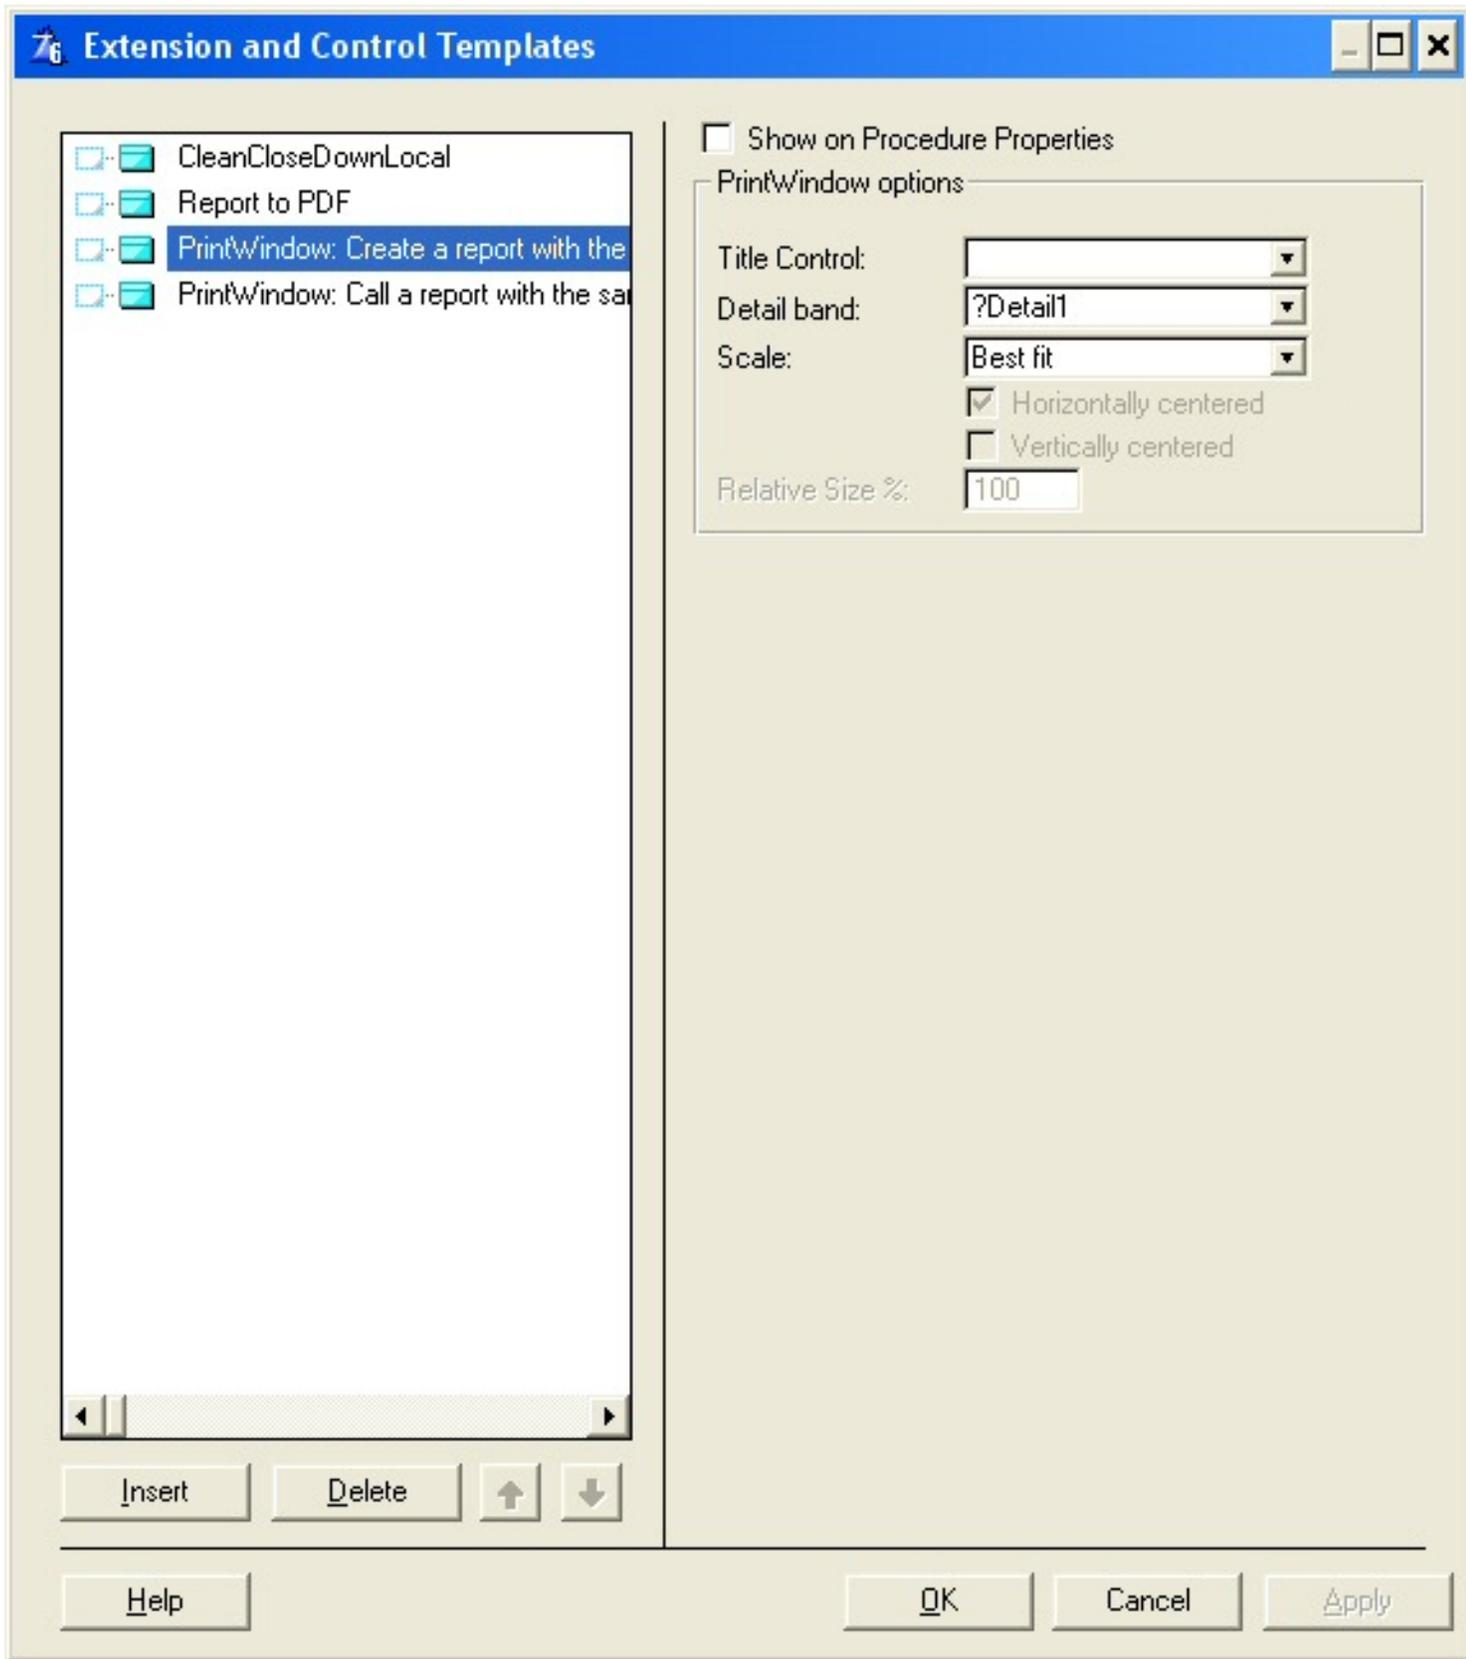 Extension and Control Templates
CleanCloseDownLocal
Report to PDF
PrintWindow: Create a report with the
PrintWindow: Call a report with the sa
Show on Procedure Properties
PrintWindow options
Title Control:
Detail band: ?Detail1
Scale: Best fit
Horizontally centered
Vertically centered
Relative Size %: 100
Insert Delete
Help OK Cancel Apply